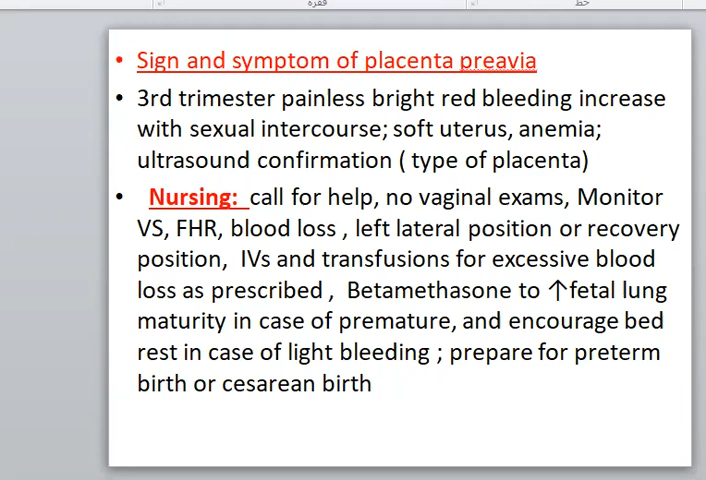 فقرة
خط
• Sign and symptom of placenta preavia
• 3rd trimester painless bright red bleeding increase
with sexual intercourse; soft uterus, anemia;
ultrasound confirmation ( type of placenta)
• Nursing: call for help, no vaginal exams, Monitor
VS, FHR, blood loss , left lateral position or recovery
position, IVs and transfusions for excessive blood
loss as prescribed , Betamethasone to ↑fetal lung
maturity in case of premature, and encourage bed
rest in case of light bleeding ; prepare for preterm
birth or cesarean birth